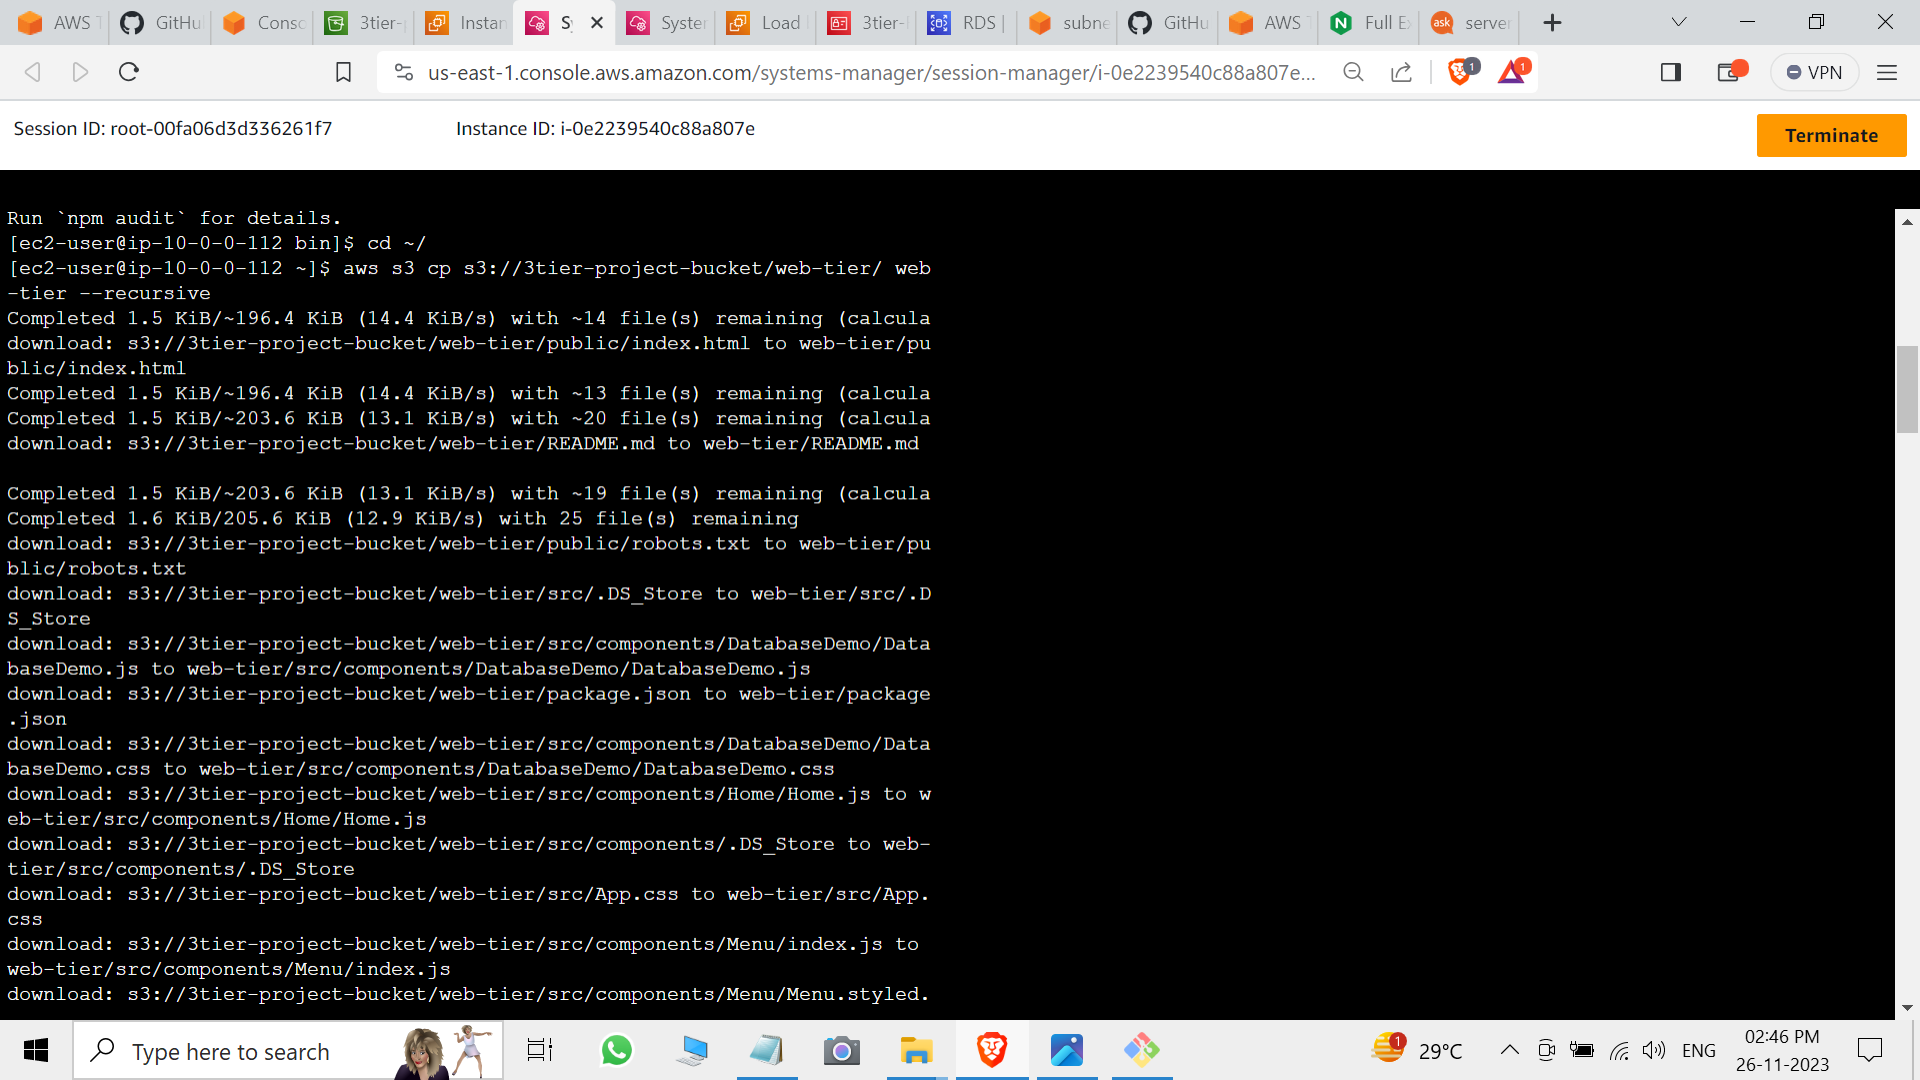 AWS T
GitHu
Conso
3tier-
Instan
Sy
System
Load
3tier-
RDS |
subne
GitHu
AWS T
Full Ex
ask
server
us-east-1.console.aws.amazon.com/systems-manager/session-manager/i-0e2239540c88a807e...
1
1
VPN
Session ID: root-00fa06d3d336261f7
Instance ID: i-0e2239540c88a807e
Terminate
Run `npm audit` for details.
[ec2-user@ip-10-0-0-112 bin]$ cd ~/
[ec2-user@ip-10-0-0-112 ~]$ aws s3 cp s3://3tier-project-bucket/web-tier/ web
-tier --recursive
Completed 1.5 KiB/~196.4 KiB (14.4 KiB/s) with ~14 file(s) remaining (calcula
download: s3://3tier-project-bucket/web-tier/public/index.html to web-tier/pu
blic/index.html
Completed 1.5 KiB/~196.4 KiB (14.4 KiB/s) with ~13 file(s) remaining (calcula
Completed 1.5 KiB/~203.6 KiB (13.1 KiB/s) with ~20 file(s) remaining (calcula
download: s3://3tier-project-bucket/web-tier/README.md to web-tier/README.md
Completed 1.5 KiB/~203.6 KiB (13.1 KiB/s) with ~19 file(s) remaining (calcula
Completed 1.6 KiB/205.6 KiB (12.9 KiB/s) with 25 file(s) remaining
download: s3://3tier-project-bucket/web-tier/public/robots.txt to web-tier/pu
blic/robots.txt
download: s3://3tier-project-bucket/web-tier/src/.DS_Store to web-tier/src/.D
S_Store
download: s3://3tier-project-bucket/web-tier/src/components/DatabaseDemo/Data
baseDemo.js to web-tier/src/components/DatabaseDemo/DatabaseDemo.js
download: s3://3tier-project-bucket/web-tier/package.json to web-tier/package
.json
download: s3://3tier-project-bucket/web-tier/src/components/DatabaseDemo/Data
baseDemo.css to web-tier/src/components/DatabaseDemo/DatabaseDemo.css
download: s3://3tier-project-bucket/web-tier/src/components/Home/Home.js to w
eb-tier/src/components/Home/Home.js
download: s3://3tier-project-bucket/web-tier/src/components/.DS_Store to web-
tier/src/components/.DS_Store
download: s3://3tier-project-bucket/web-tier/src/App.css to web-tier/src/App.
css
download: s3://3tier-project-bucket/web-tier/src/components/Menu/index.js to
web-tier/src/components/Menu/index.js
download: s3://3tier-project-bucket/web-tier/src/components/Menu/Menu.styled.
Type here to search
1
29°C
ENG
02:46 PM
26-11-2023